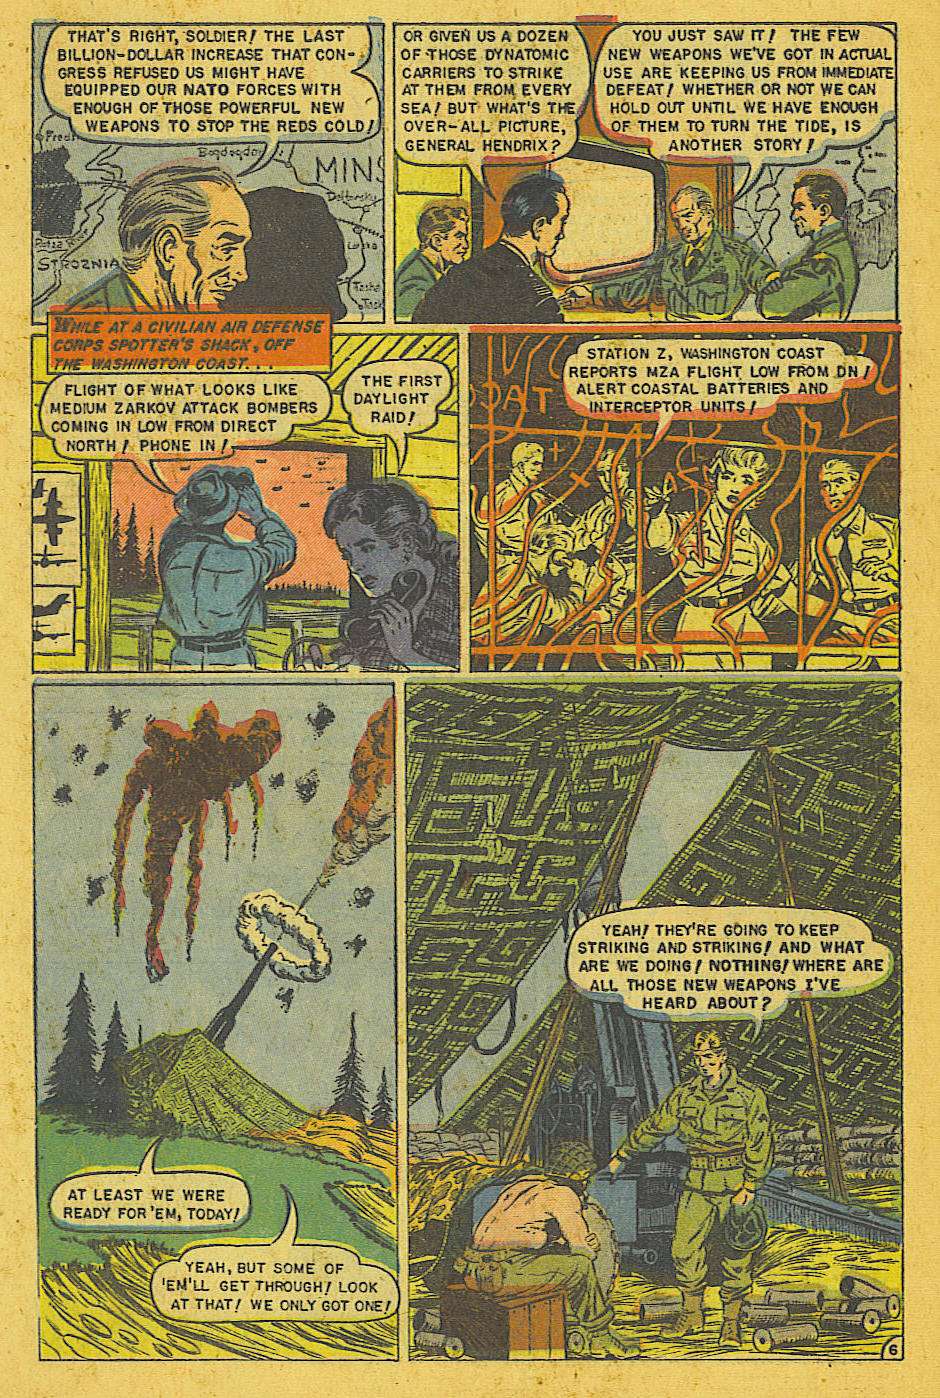 THAT'S RIGHT, SOLDIER! THE LAST
BILLION-DOLLAR INCREASE THAT CON-
GRESS REFUSED US MIGHT HAVE
EQUIPPED OUR NATO FORCES WITH
ENOUGH OF THOSE POWERFUL NEW
WEAPONS TO STOP THE REDS COLD!
Bogdogdov
MINS
STROZNIA
OR GIVEN US A DOZEN
OF THOSE DYNATOMIC
CARRIERS TO STRIKE
AT THEM FROM EVERY
SEA! BUT WHAT'S THE
OVER-ALL PICTURE,
GENERAL HENDRIX?
YOU JUST SAW IT! THE FEW
NEW WEAPONS WE'VE GOT IN ACTUAL
USE ARE KEEPING US FROM IMMEDIATE
DEFEAT! WHETHER OR NOT WE CAN
HOLD OUT UNTIL WE HAVE ENOUGH
OF THEM TO TURN THE TIDE, IS
ANOTHER STORY!
WHILE AT A CIVILIAN AIR DEFENSE
CORPS SPOTTER'S SHACK, OFF
THE WASHINGTON COAST...
FLIGHT OF WHAT LOOKS LIKE
MEDIUM ZARKOV ATTACK BOMBERS
COMING IN LOW FROM DIRECT
NORTH! PHONE IN!
THE FIRST
DAYLIGHT
RAID!
STATION Z, WASHINGTON COAST
REPORTS MZA FLIGHT LOW FROM DN!
ALERT COASTAL BATTERIES AND
INTERCEPTOR UNITS!
AT LEAST WE WERE
READY FOR 'EM, TODAY!
YEAH, BUT SOME OF
'EM'LL GET THROUGH! LOOK
AT THAT! WE ONLY GOT ONE!
YEAH! THEY'RE GOING TO KEEP
STRIKING AND STRIKING! AND WHAT
ARE WE DOING! NOTHING! WHERE ARE
ALL THOSE NEW WEAPONS I'VE
HEARD ABOUT?
6